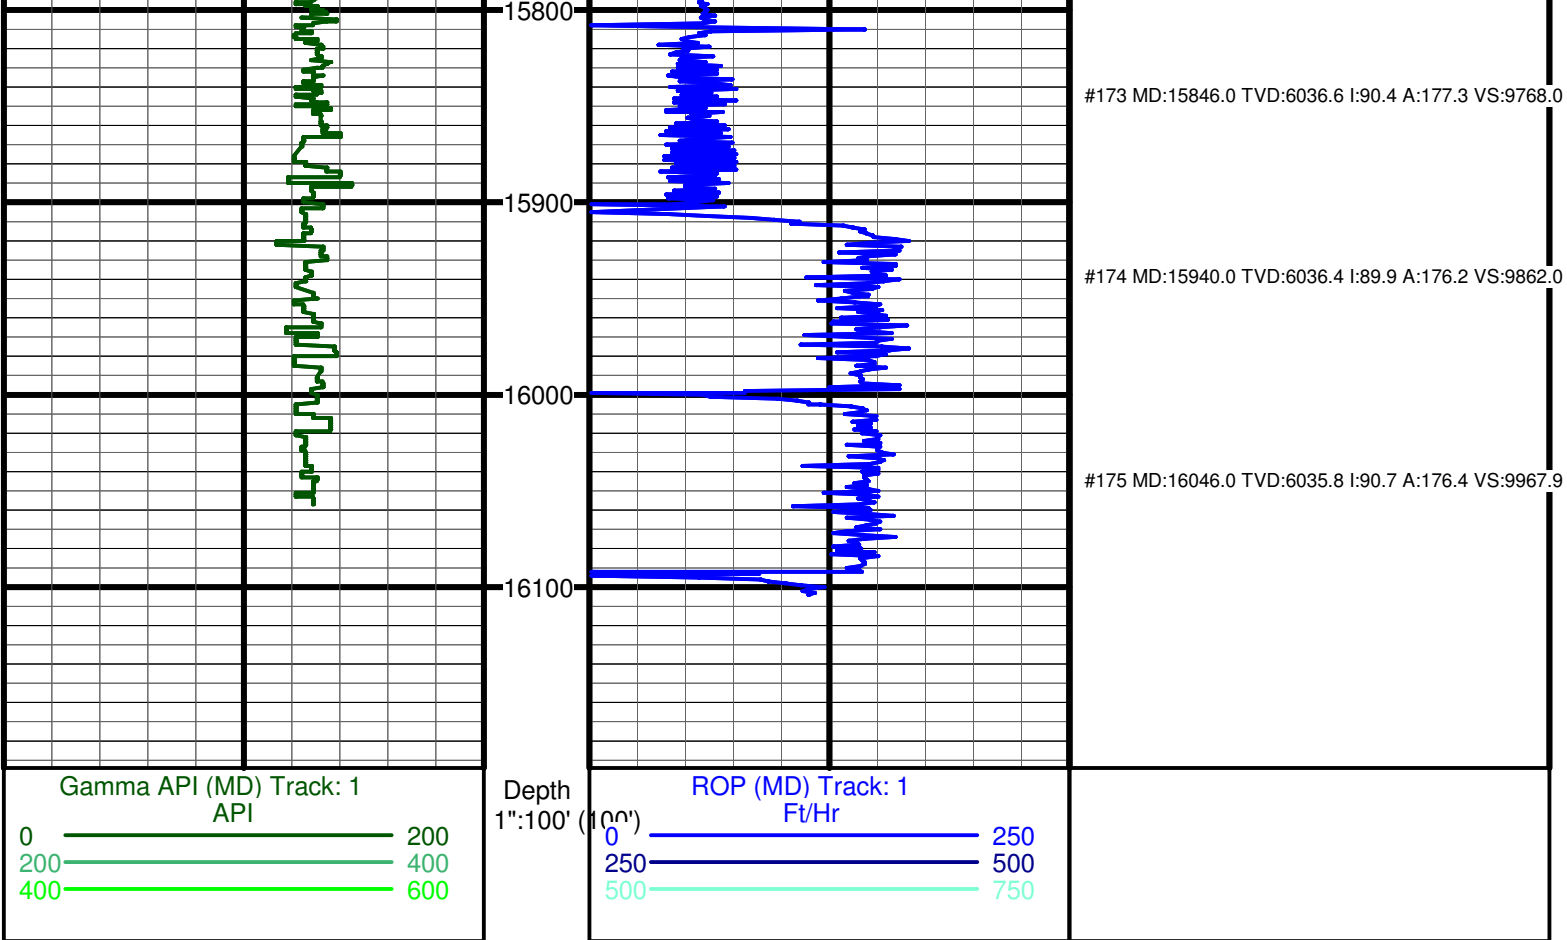 15800
#173 MD:15846.0 TVD:6036.6 I:90.4 A:177.3 VS:9768.0
15900
#174 MD:15940.0 TVD:6036.4 I:89.9 A:176.2 VS:9862.0
16000
#175 MD:16046.0 TVD:6035.8 I:90.7 A:176.4 VS:9967.9
16100
Gamma API (MD) Track: 1
API
0 200
200 400
400 600
Depth
1":100' (100')
ROP (MD) Track: 1
Ft/Hr
0 250
250 500
500 750